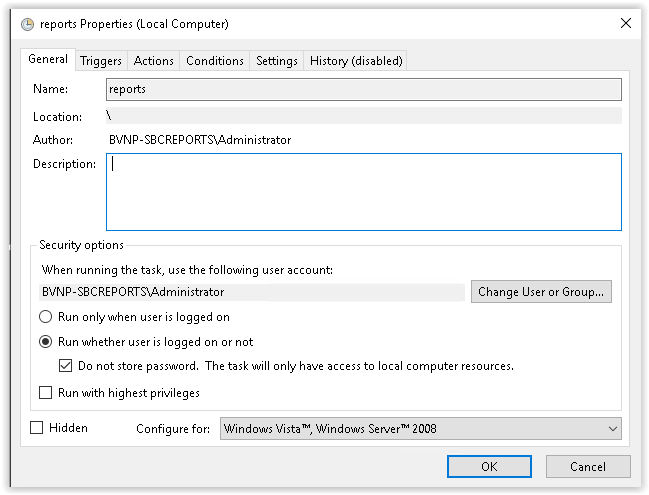 reports Properties (Local Computer)
General Triggers Actions Conditions Settings History (disabled)
Name: reports
Location: \
Author: BVNP-SBCREPORTS\Administrator
Description:
Security options
When running the task, use the following user account:
BVNP-SBCREPORTS\Administrator Change User or Group...
Run only when user is logged on
Run whether user is logged on or not
Do not store password. The task will only have access to local computer resources.
Run with highest privileges
Hidden Configure for: Windows Vista™, Windows Server™ 2008
OK Cancel